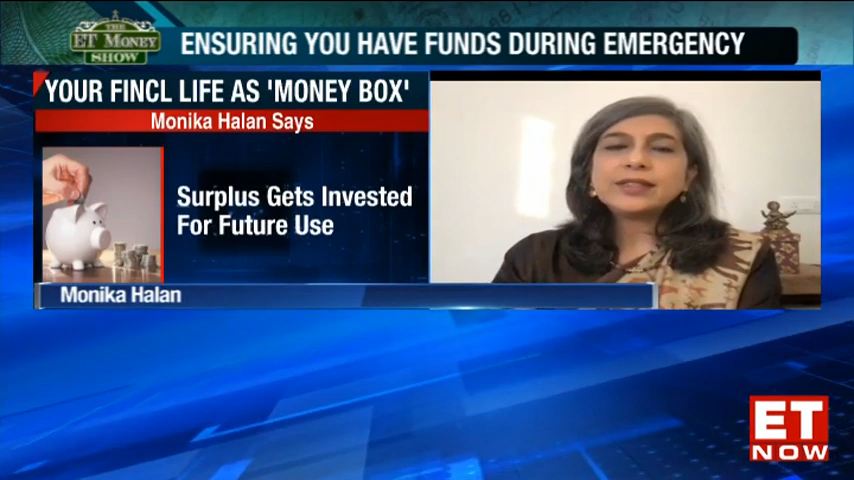 THE
ET MONEY
SHOW
ENSURING YOU HAVE FUNDS DURING EMERGENCY
YOUR FINCL LIFE AS 'MONEY BOX'
Monika Halan Says
Surplus Gets Invested
For Future Use
Monika Halan
ET
NOW